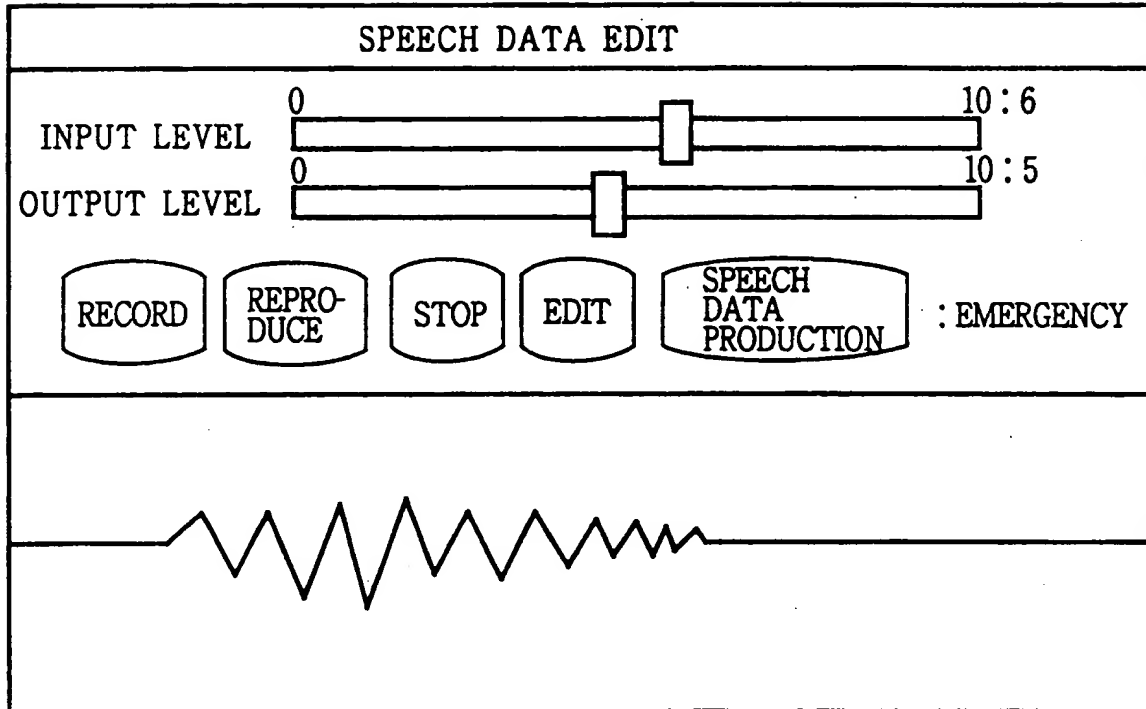 SPEECH DATA EDIT
0 10:6
INPUT LEVEL
0 10:5
OUTPUT LEVEL
RECORD
REPRO-
DUCE
STOP
EDIT
SPEECH
DATA
PRODUCTION
: EMERGENCY